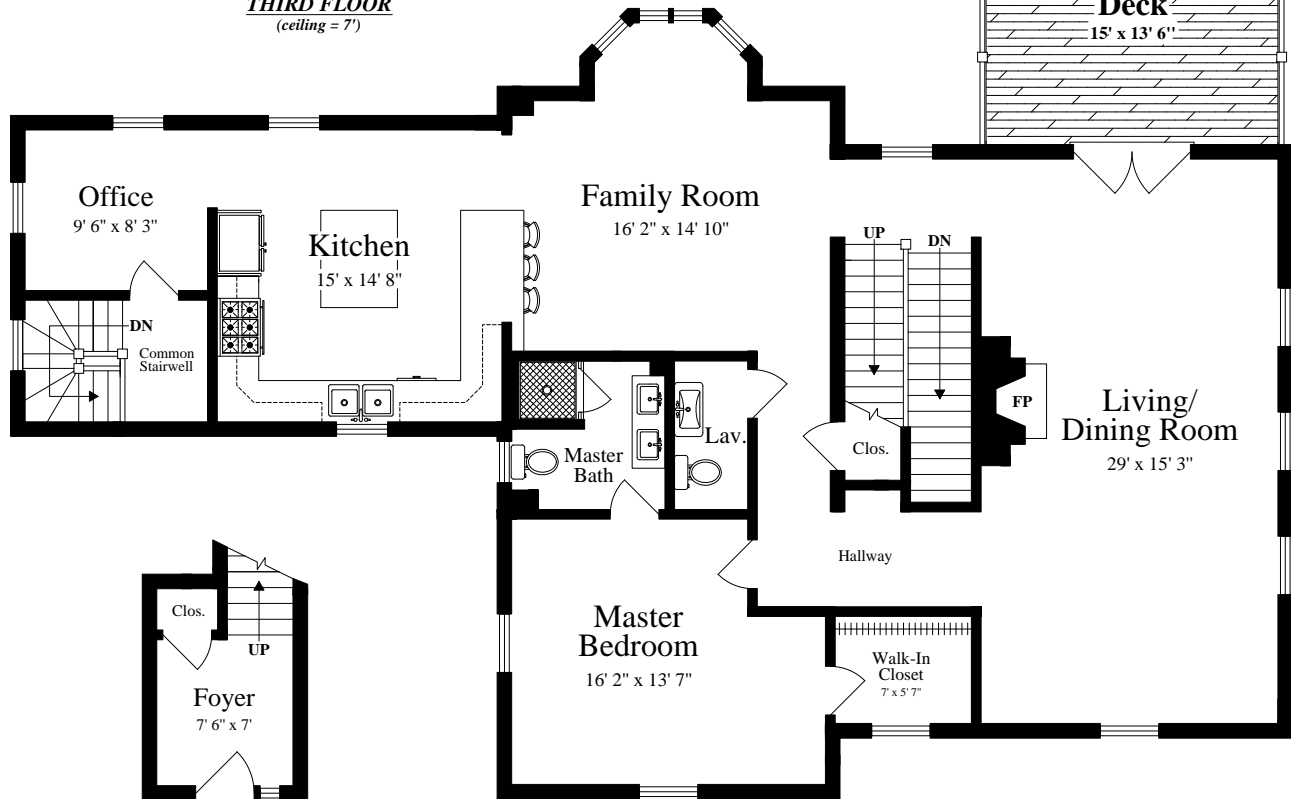 THIRD FLOOR
(ceiling = 7')
Deck
15' x 13' 6"
Office
9' 6" x 8' 3"
Kitchen
15' x 14' 8"
Family Room
16' 2" x 14' 10"
UP
DN
DN
Common
Stairwell
FP
Living/
Dining Room
29' x 15' 3"
Clos.
Lav.
Master
Bath
Hallway
Clos.
UP
Foyer
7' 6" x 7'
Master
Bedroom
16' 2" x 13' 7"
Walk-In
Closet
7' x 5' 7"